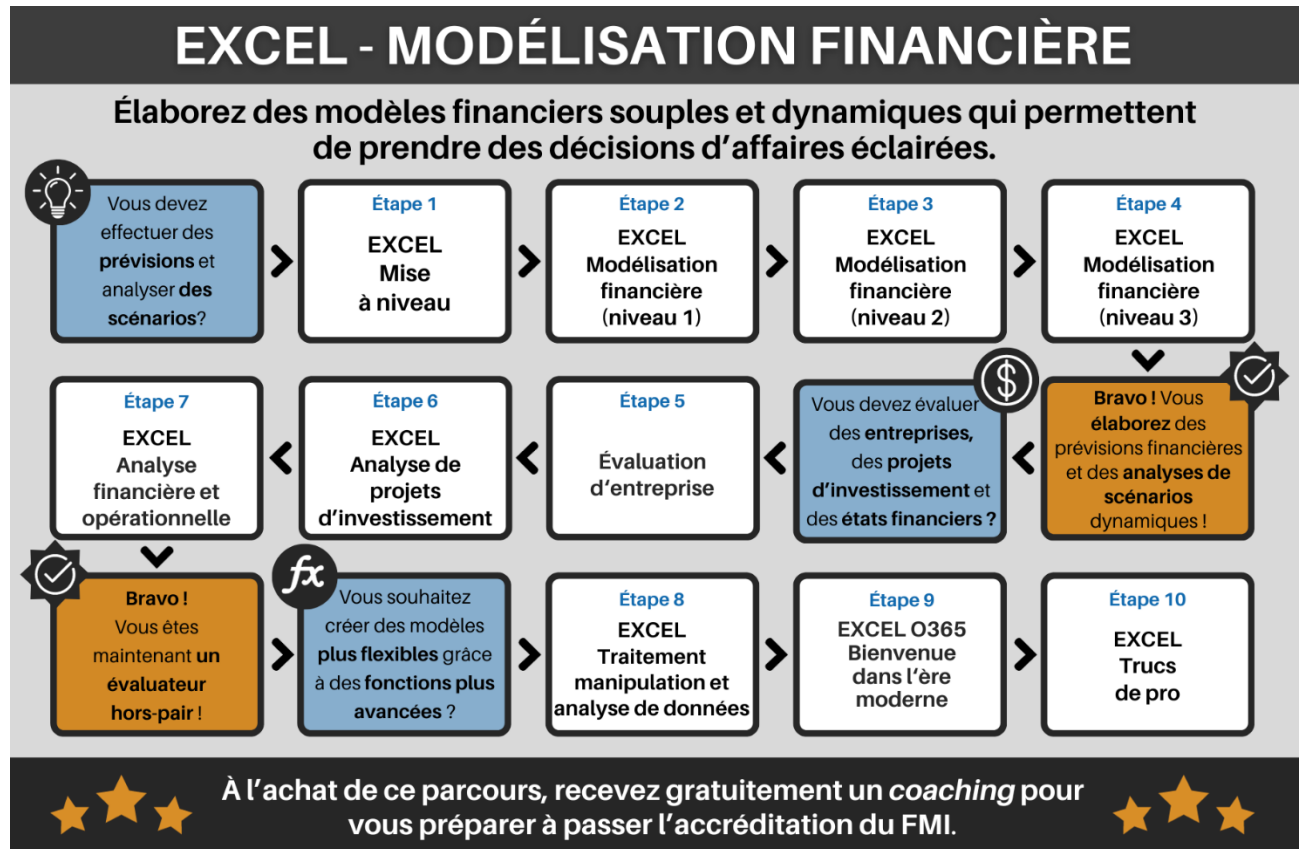 EXCEL - MODÉLISATION FINANCIÈRE
Élaborez des modèles financiers souples et dynamiques qui permettent
de prendre des décisions d'affaires éclairées.
Vous devez
effectuer des
prévisions et
analyser des
scénarios?
Étape 1
EXCEL
Mise
à niveau
Étape 2
EXCEL
Modélisation
financière
(niveau 1)
Étape 3
EXCEL
Modélisation
financière
(niveau 2)
Étape 4
EXCEL
Modélisation
financière
(niveau 3)
Bravo ! Vous
élaborez des
prévisions financières
et des analyses de
scénarios
dynamiques !
$
Vous devez évaluer
des entreprises,
des projets
d'investissement et
des états financiers ?
Étape 5
Évaluation
d'entreprise
Étape 6
EXCEL
Analyse de
projets
d'investissement
Étape 7
EXCEL
Analyse
financière et
opérationnelle
Bravo !
Vous êtes
maintenant un
évaluateur
hors-pair !
fx
Vous souhaitez
créer des modèles
plus flexibles grâce
à des fonctions plus
avancées ?
Étape 8
EXCEL
Traitement
manipulation et
analyse de données
Étape 9
EXCEL O365
Bienvenue
dans l'ère
moderne
Étape 10
EXCEL
Trucs
de pro
À l'achat de ce parcours, recevez gratuitement un coaching pour
vous préparer à passer l'accréditation du FMI.